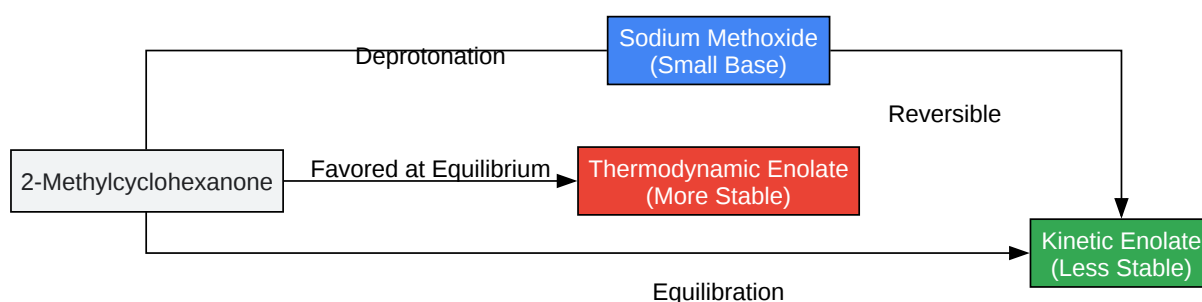 Sodium Methoxide
(Small Base)
Deprotonation
Reversible
2-Methylcyclohexanone
Favored at Equilibrium
Thermodynamic Enolate
(More Stable)
Kinetic Enolate
(Less Stable)
Equilibration